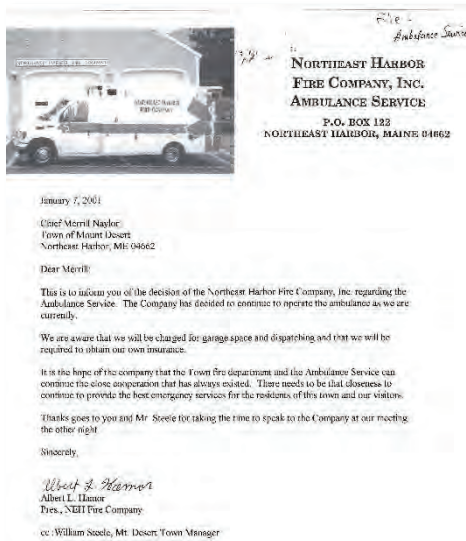 File -
Ambulance Service
NORTHEAST HARBOR
FIRE COMPANY, INC.
AMBULANCE SERVICE
P.O. BOX 122
NORTHEAST HARBOR, MAINE 04662
NORTHEAST HARBOR
FIRE COMPANY
January 7, 2001
Chief Merrill Naylor
Town of Mount Desert
Northeast Harbor, ME 04662
Dear Merrill:
This is to inform you of the decision of the Northeast Harbor Fire Company, Inc. regarding the
Ambulance Service. The Company has decided to continue to operate the ambulance as we are
currently.
We are aware that we will be charged for garage space and dispatching and that we will be
required to obtain our own insurance.
It is the hope of the company that the Town fire department and the Ambulance Service can
continue the close cooperation that has always existed. There needs to be that closeness to
continue to provide the best emergency services for the residents of this town and our visitors.
Thanks goes to you and Mr. Steele for taking the time to speak to the Company at our meeting
the other night.
Sincerely,
Albert L. Hamor
Albert L. Hamor
Pres., NEH Fire Company
cc: William Steele, Mt. Desert Town Manager